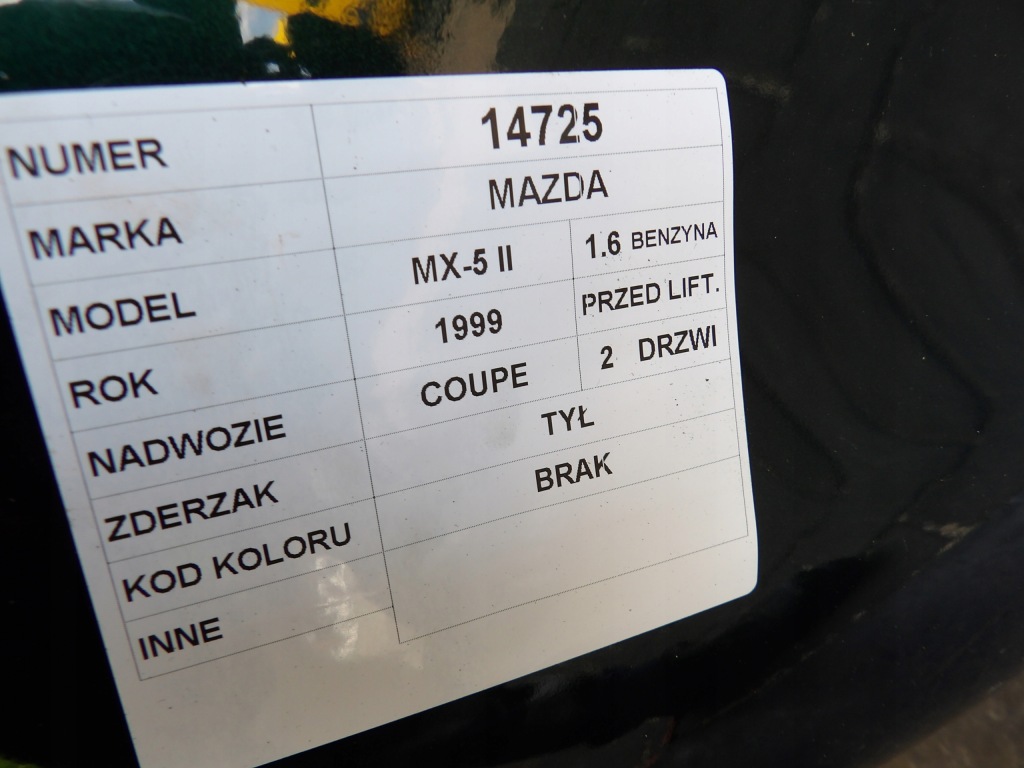 NUMER 14725
MARKA MAZDA
MODEL MX-5 II 1.6 BENZYNA
ROK 1999 PRZED LIFT.
NADWOZIE COUPE 2 DRZWI
ZDERZAK TYŁ
KOD KOLORU BRAK
INNE